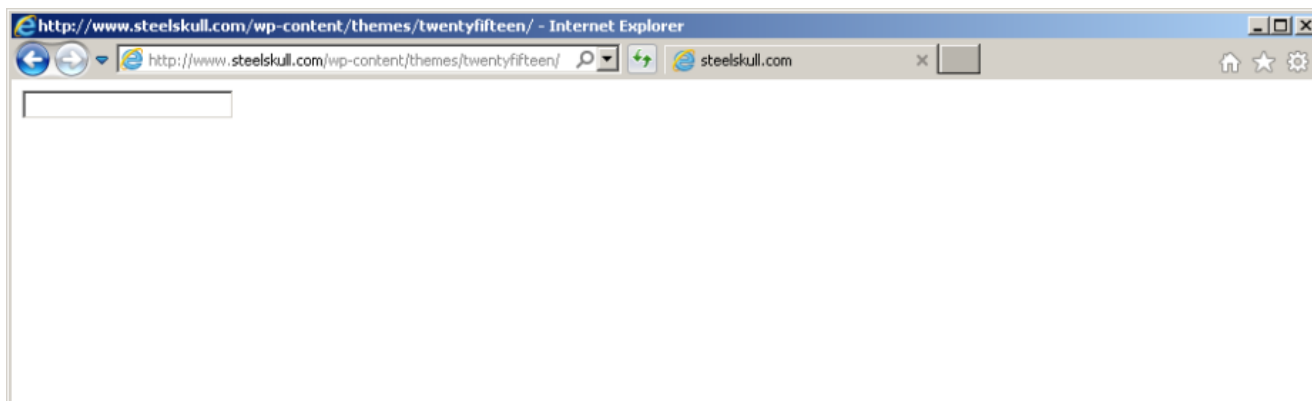 http://www.steelskull.com/wp-content/themes/twentyfifteen/ - Internet Explorer
http://www.steelskull.com/wp-content/themes/twentyfifteen/ steelskull.com